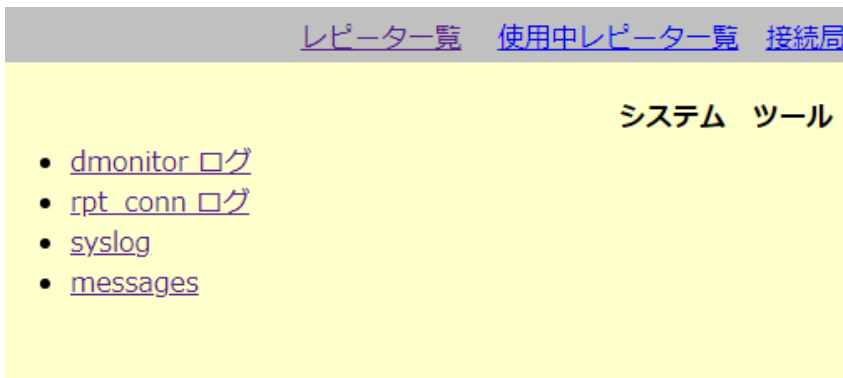 レピーター覧 使用中レピーター覧 接続局
システム ツール
dmonitor ログ
rpt_conn ログ
syslog
messages